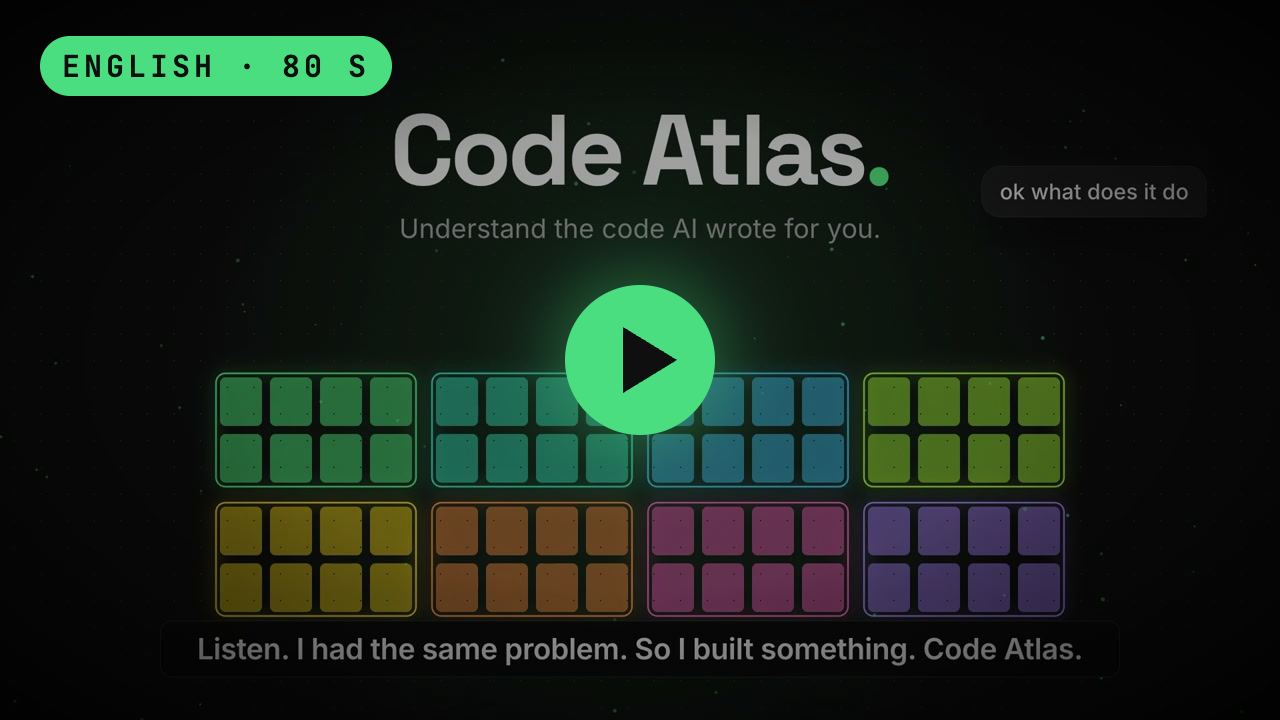 ENGLISH · 80 S
Code Atlas.
ok what does it do
Understand the code AI wrote for you.
Listen. I had the same problem. So I built something. Code Atlas.